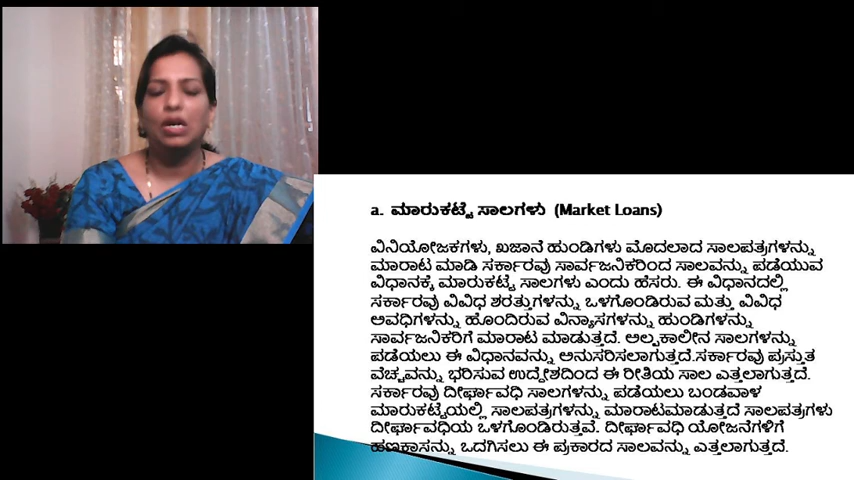 a. ಮಾರುಕಟ್ಟೆ ಸಾಲಗಳು (Market Loans)
ವಿನಿಯೋಜಕಗಳು, ಖಜಾನೆ ಹುಂಡಿಗಳು ಮೊದಲಾದ ಸಾಲಪತ್ರಗಳನ್ನು
ಮಾರಾಟ ಮಾಡಿ ಸರ್ಕಾರವು ಸಾರ್ವಜನಿಕರಿಂದ ಸಾಲವನ್ನು ಪಡೆಯುವ
ವಿಧಾನಕ್ಕೆ ಮಾರುಕಟ್ಟೆ ಸಾಲಗಳು ಎಂದು ಹೆಸರು. ಈ ವಿಧಾನದಲ್ಲಿ
ಸರ್ಕಾರವು ವಿವಿಧ ಶರತ್ತುಗಳನ್ನು ಒಳಗೊಂಡಿರುವ ಮತ್ತು ವಿವಿಧ
ಅವಧಿಗಳನ್ನು ಹೊಂದಿರುವ ವಿನ್ಯಾಸಗಳನ್ನು ಹುಂಡಿಗಳನ್ನು
ಸಾರ್ವಜನಿಕರಿಗೆ ಮಾರಾಟ ಮಾಡುತ್ತದೆ. ಅಲ್ಪಕಾಲೀನ ಸಾಲಗಳನ್ನು
ಪಡೆಯಲು ಈ ವಿಧಾನವನ್ನು ಅನುಸರಿಸಲಾಗುತ್ತದೆ.ಸರ್ಕಾರವು ಪ್ರಸ್ತುತ
ವೆಚ್ಚವನ್ನು ಭರಿಸುವ ಉದ್ದೇಶದಿಂದ ಈ ರೀತಿಯ ಸಾಲ ಎತ್ತಲಾಗುತ್ತದೆ.
ಸರ್ಕಾರವು ದೀರ್ಘಾವಧಿ ಸಾಲಗಳನ್ನು ಪಡೆಯಲು ಬಂಡವಾಳ
ಮಾರುಕಟ್ಟೆಯಲ್ಲಿ ಸಾಲಪತ್ರಗಳನ್ನು ಮಾರಾಟಮಾಡುತ್ತದೆ ಸಾಲಪತ್ರಗಳು
ದೀರ್ಘಾವಧಿಯ ಒಳಗೊಂಡಿರುತ್ತವೆ. ದೀರ್ಘಾವಧಿ ಯೋಜನೆಗಳಿಗೆ
ಹಣಕಾಸನ್ನು ಒದಗಿಸಲು ಈ ಪ್ರಕಾರದ ಸಾಲವನ್ನು ಎತ್ತಲಾಗುತ್ತದೆ.